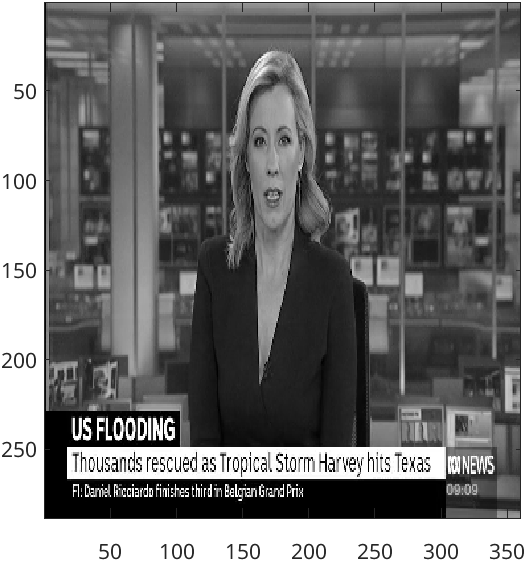 50
100
150
200
250
US FLOODING
Thousands rescued as Tropical Storm Harvey hits Texas
ABC NEWS
F1: Daniel Ricciardo finishes third in Belgian Grand Prix
09:09
50 100 150 200 250 300 350